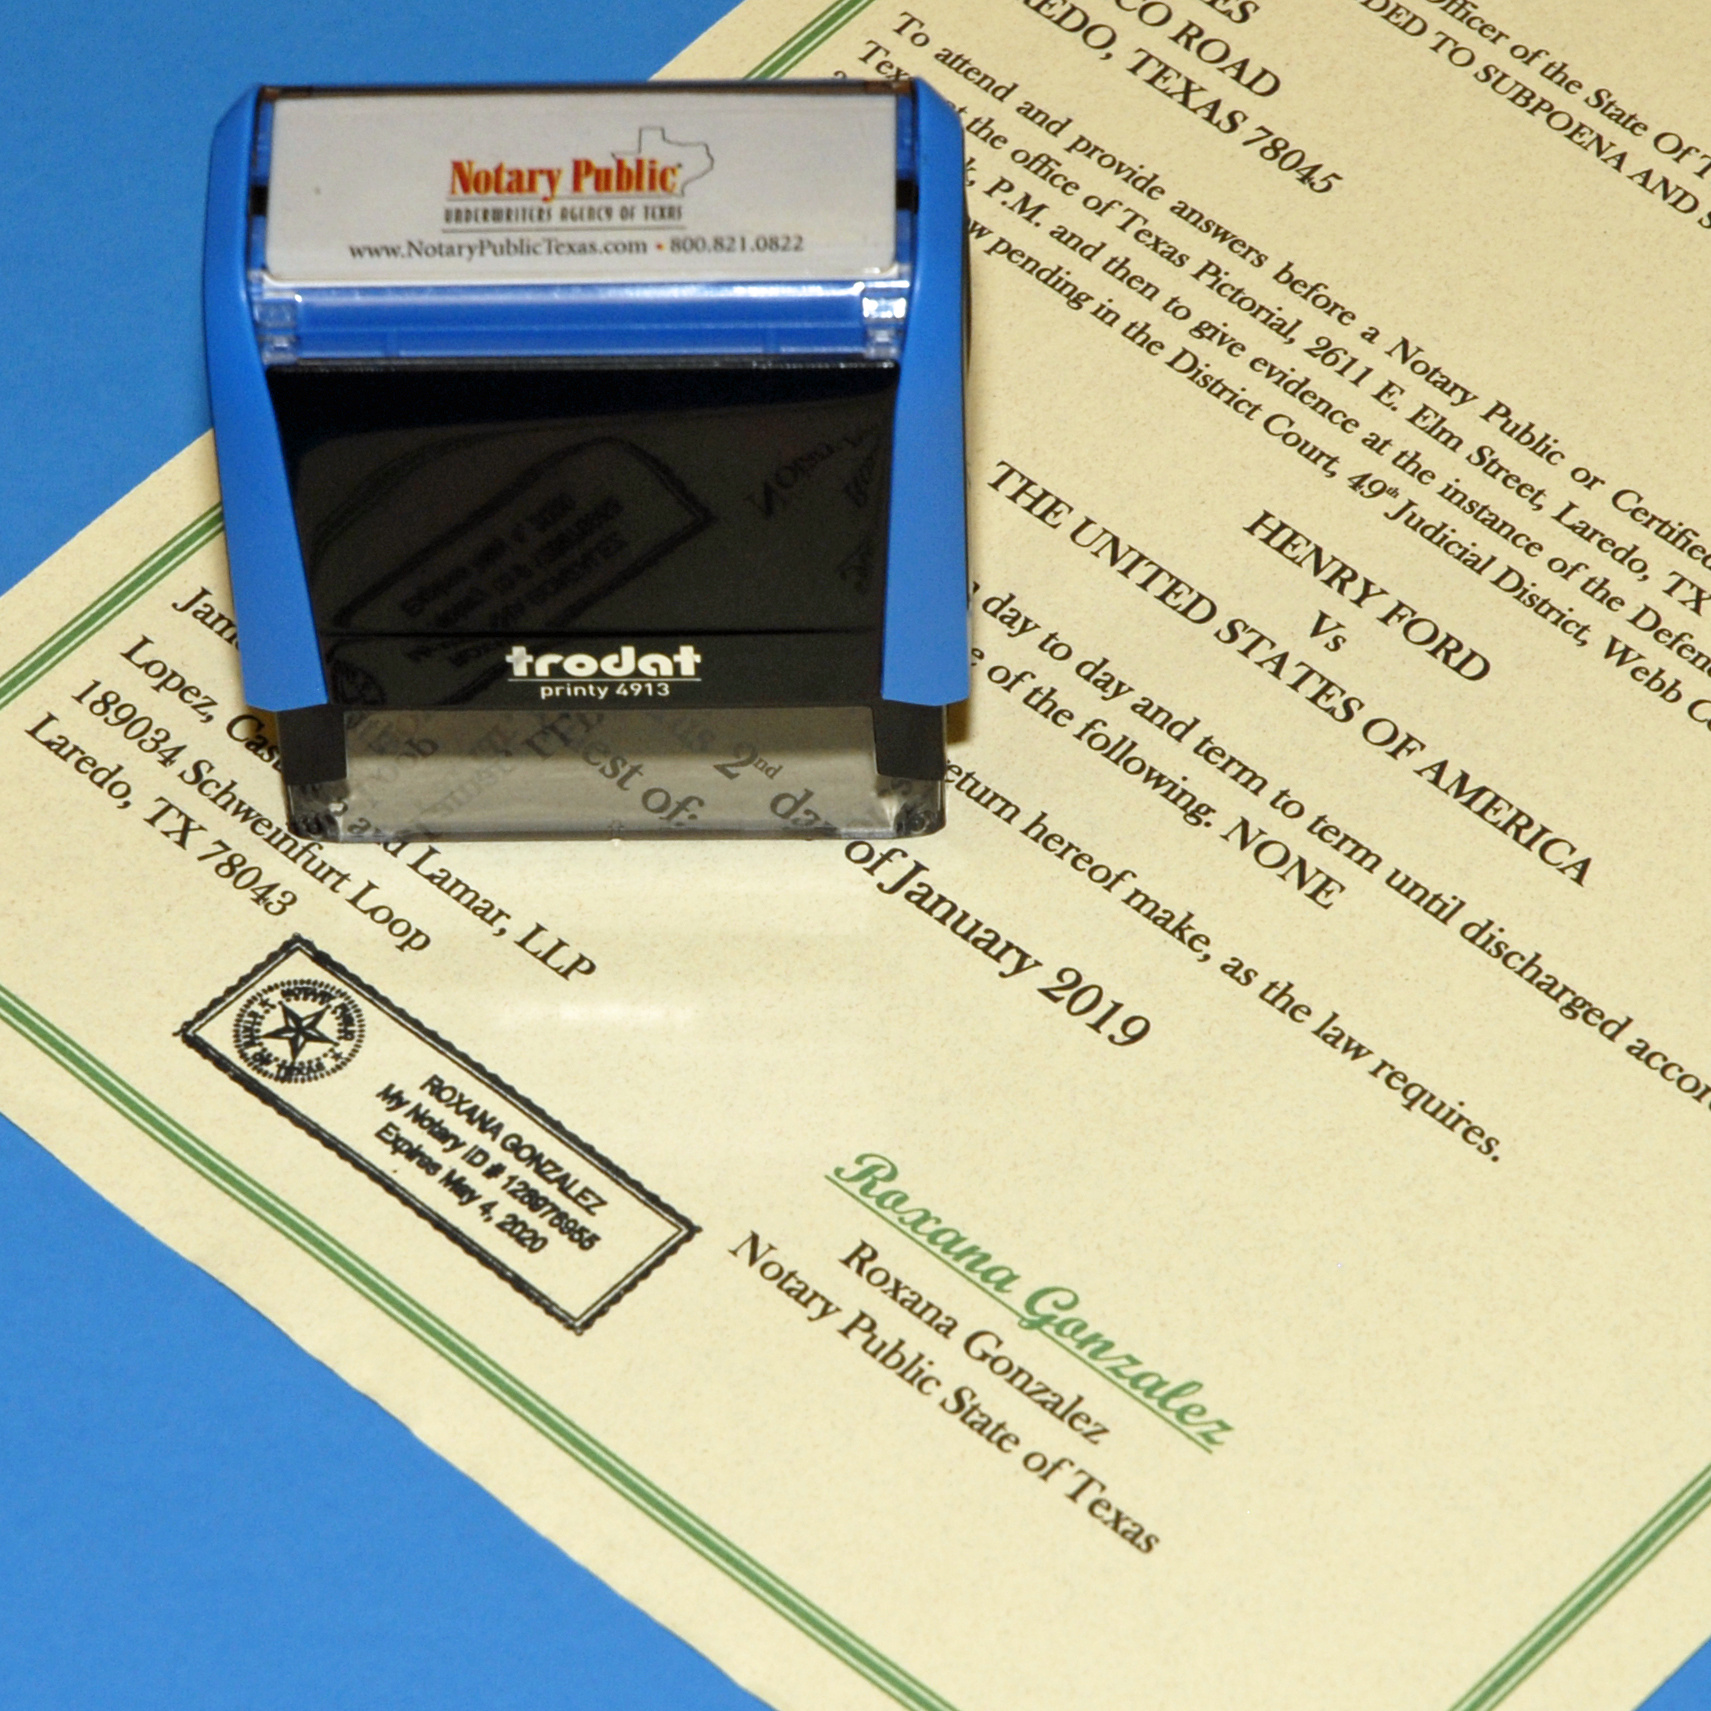 Notary Public
UNDERWRITERS AGENCY OF TEXAS
www.NotaryPublicTexas.com • 800.821.0822
trodat
printy 4913
Officer of the State Of
TO SUBPOENA AND
CO ROAD
TEXAS 78045
To attend and provide answers before a Notary Public or Certified
the office of Texas Pictorial, 2611 E. Elm Street, Laredo, TX
P.M. and then to give evidence at the instance of the
pending in the District Court, 49th Judicial District, Webb
HENRY FORD
Vs
THE UNITED STATES OF AMERICA
day to day and term to term until discharged
of the following. NONE
hereof make, as the law requires.
2nd day of January 2019
of:
Lopez,
and Lamar, LLP
189034 Schweinfurt Loop
Laredo, TX 78043
ROXANA GONZALEZ
My Notary ID # 128976955
Expires May 4, 2020
Roxana Gonzalez
Roxana Gonzalez
Notary Public State of Texas